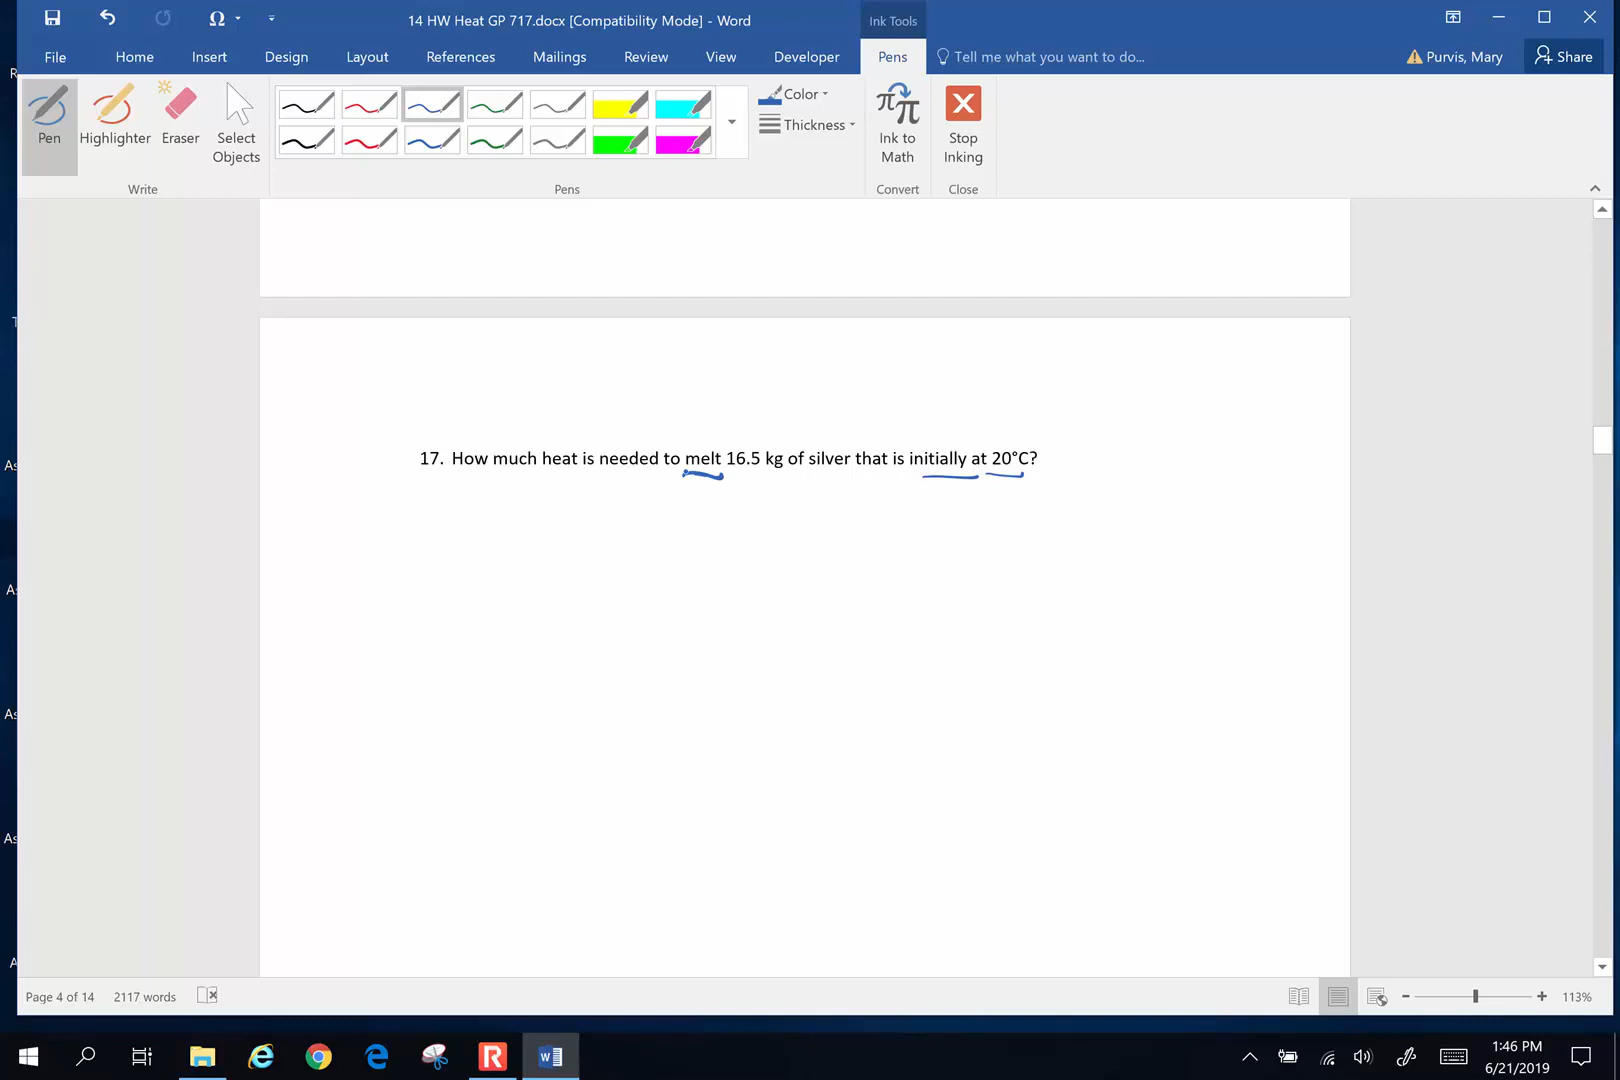 14 HW Heat GP 717.docx [Compatibility Mode] - Word
Ink Tools
File Home Insert Design Layout References Mailings Review View Developer Pens Tell me what you want to do... Purvis, Mary Share
Pen
Highlighter
Eraser
Select
Objects
Color
Thickness
Ink to
Math
Stop
Inking
Write
Pens
Convert
Close
17. How much heat is needed to melt 16.5 kg of silver that is initially at 20°C?
As
As
As
As
A
Page 4 of 14 2117 words
113%
1:46 PM
6/21/2019